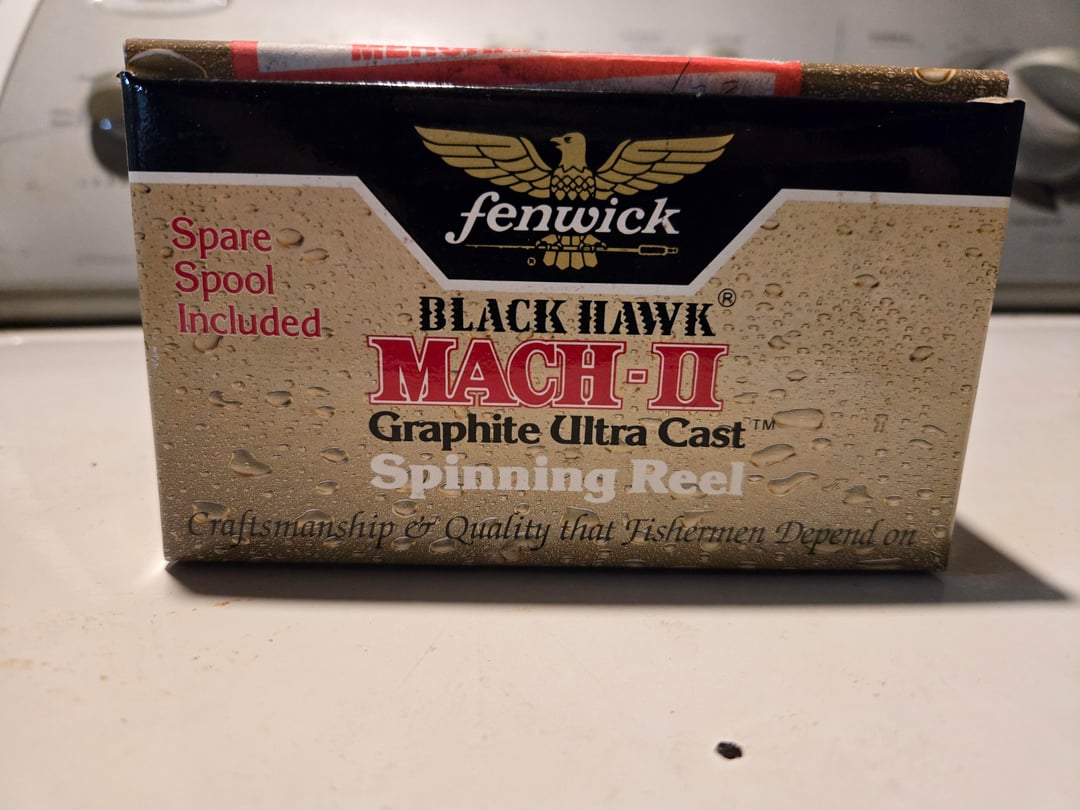 fenwick
®
Spare
Spool
Included
BLACK HAWK®
MACH-II
Graphite Ultra Cast™
Spinning Reel
Craftsmanship & Quality that Fishermen Depend on